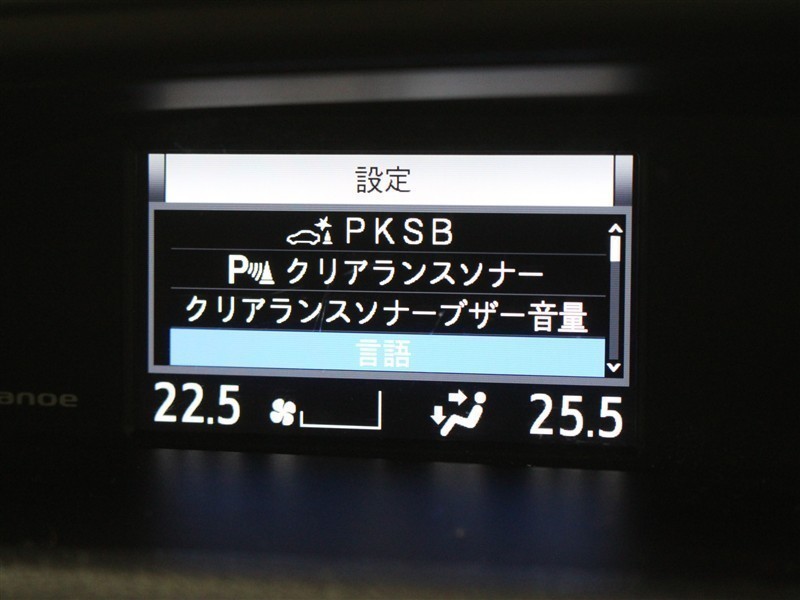 設定
PKSB
P クリアランスソナー
クリアランスソナーブザー音量
言語
22.5 25.5
anoe